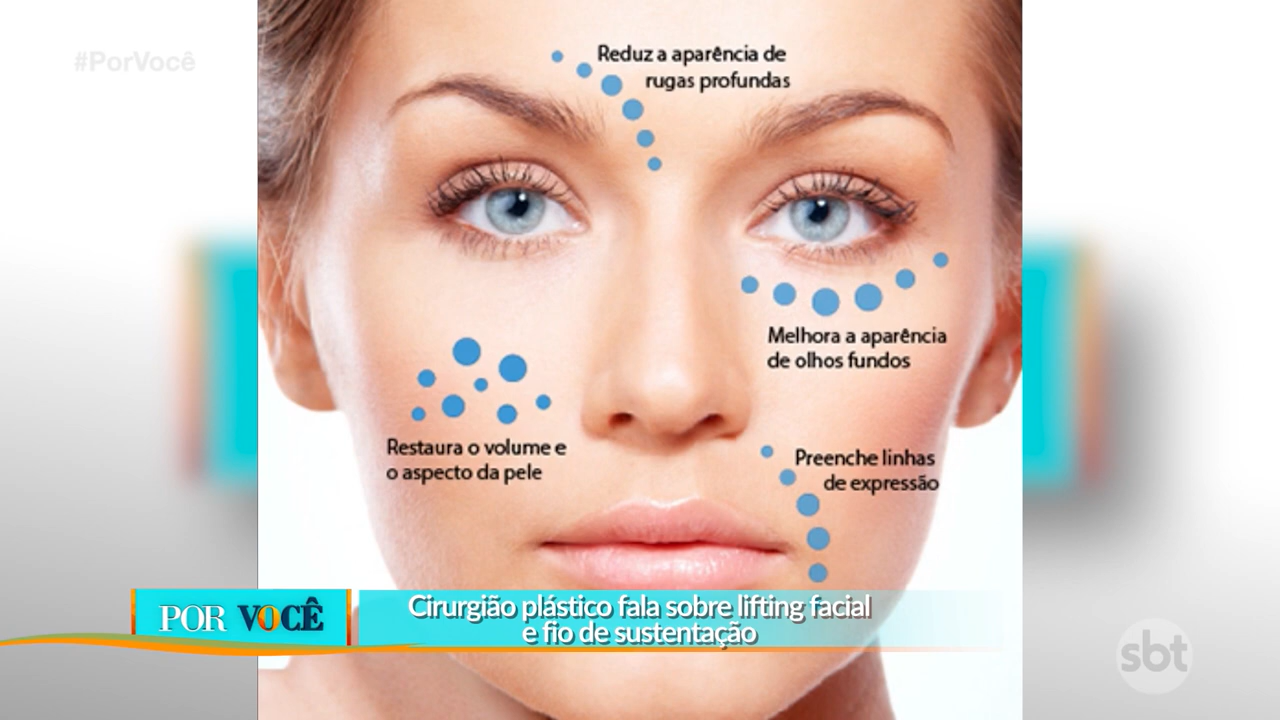 #PorVocê
Reduz a aparência de
rugas profundas
Melhora a aparência
de olhos fundos
Restaura o volume e
o aspecto da pele
Preenche linhas
de expressão
POR VOCÊ
Cirurgião plástico fala sobre lifting facial
e fio de sustentação
sbt